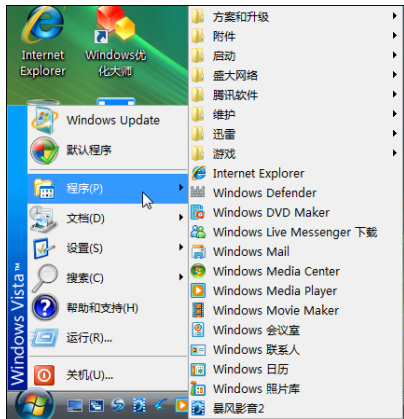 Internet
Explorer
Windows优
化大师
Windows Update
默认程序
程序(P)
文档(D)
设置(S)
搜索(C)
帮助和支持(H)
运行(R)...
关机(U)...
Windows Vista™
方案和升级
附件
启动
盛大网络
腾讯软件
维护
迅雷
游戏
Internet Explorer
Windows Defender
Windows DVD Maker
Windows Live Messenger 下载
Windows Mail
Windows Media Center
Windows Media Player
Windows Movie Maker
Windows 会议室
Windows 联系人
Windows 日历
Windows 照片库
暴风影音2